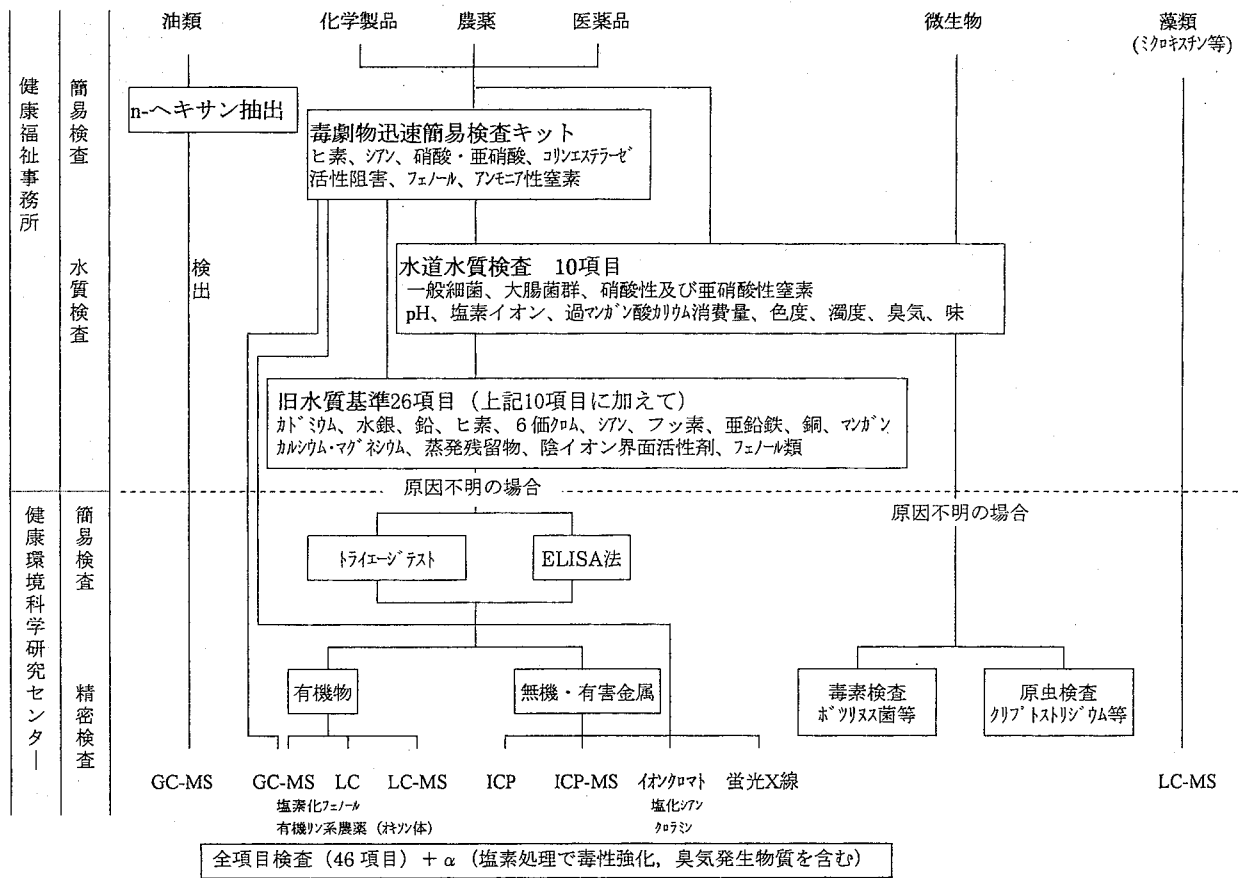 油類
化学製品
農薬
医薬品
微生物
藻類
(ミクロキスチン等)
健康福祉事務所
簡易検査
n-ヘキサン抽出
毒劇物迅速簡易検査キット
ヒ素、シアン、硝酸・亜硝酸、コリンエステラーゼ
活性阻害、フェノール、アンモニア性窒素
水質検査
検出
水道水質検査 10項目
一般細菌、大腸菌群、硝酸性及び亜硝酸性窒素
pH、塩素イオン、過マンガン酸カリウム消費量、色度、濁度、臭気、味
旧水質基準26項目（上記10項目に加えて）
カドミウム、水銀、鉛、ヒ素、6価クロム、シアン、フッ素、亜鉛鉄、銅、マンガン
カルシウム・マグネシウム、蒸発残留物、陰イオン界面活性剤、フェノール類
原因不明の場合
原因不明の場合
健康環境科学研究センター
簡易検査
トライエージテスト
ELISA法
精密検査
有機物
無機・有害金属
毒素検査
ボツリヌス菌等
原虫検査
クリプトストリジウム等
GC-MS
GC-MS
LC
LC-MS
ICP
ICP-MS
イオンクロマト
蛍光X線
LC-MS
塩素化フェノール
有機リン系農薬（オキソン体）
塩化シアン
クロラミン
全項目検査（46項目）+α（塩素処理で毒性強化，臭気発生物質を含む）